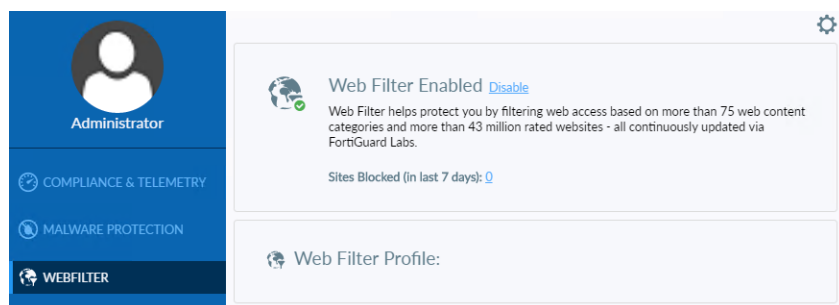 Administrator
COMPLIANCE & TELEMETRY
MALWARE PROTECTION
WEBFILTER
Web Filter Enabled Disable
Web Filter helps protect you by filtering web access based on more than 75 web content
categories and more than 43 million rated websites - all continuously updated via
FortiGuard Labs.
Sites Blocked (in last 7 days): 0
Web Filter Profile: